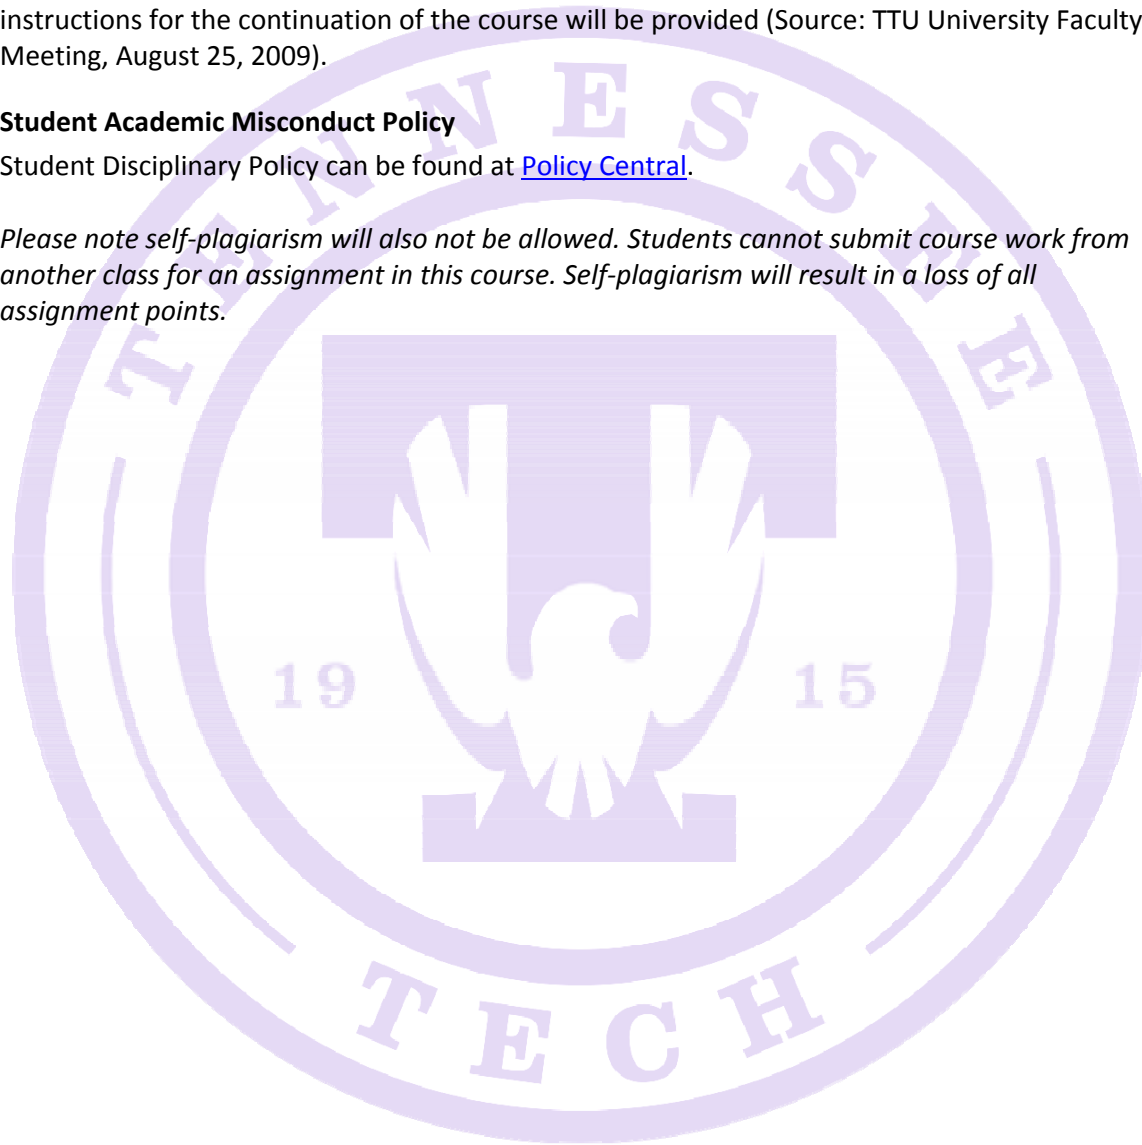 instructions for the continuation of the course will be provided (Source: TTU University Faculty
Meeting, August 25, 2009).
Student Academic Misconduct Policy
Student Disciplinary Policy can be found at Policy Central.
Please note self-plagiarism will also not be allowed. Students cannot submit course work from
another class for an assignment in this course. Self-plagiarism will result in a loss of all
assignment points.
TENNESSEE
T
19 15
TECH